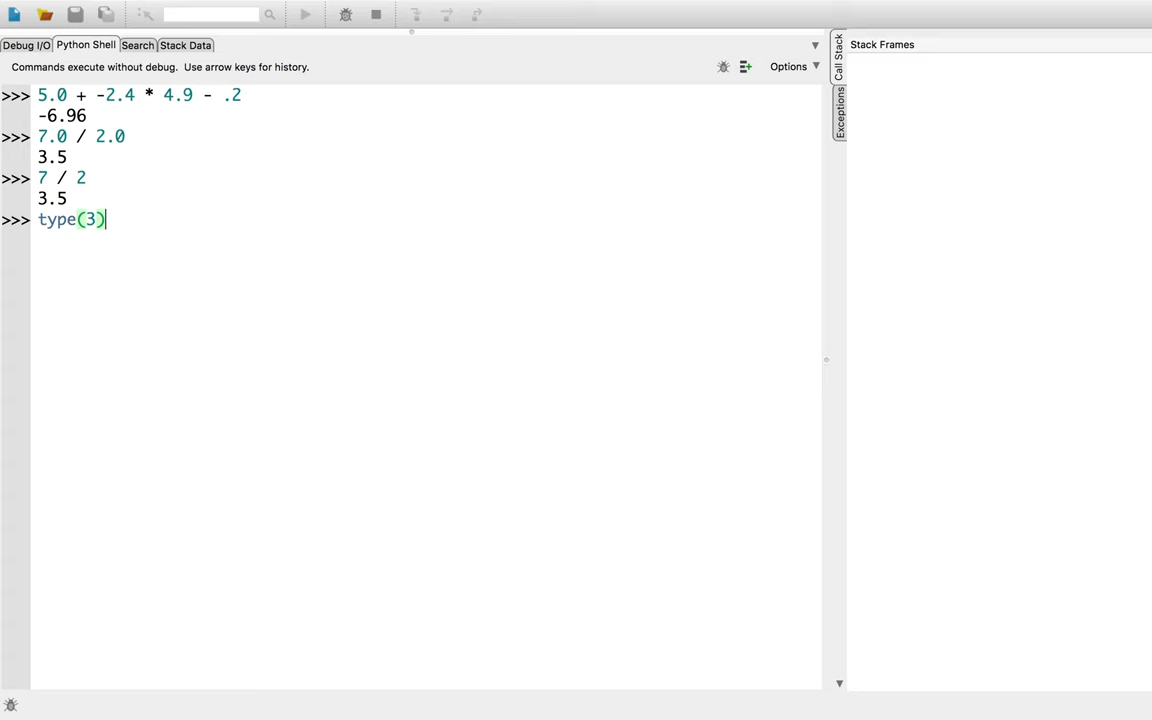 Debug I/O Python Shell Search Stack Data
Commands execute without debug. Use arrow keys for history.
Options
>>> 5.0 + -2.4 * 4.9 - .2
-6.96
>>> 7.0 / 2.0
3.5
>>> 7 / 2
3.5
>>> type(3)
Call Stack
Exceptions
Stack Frames